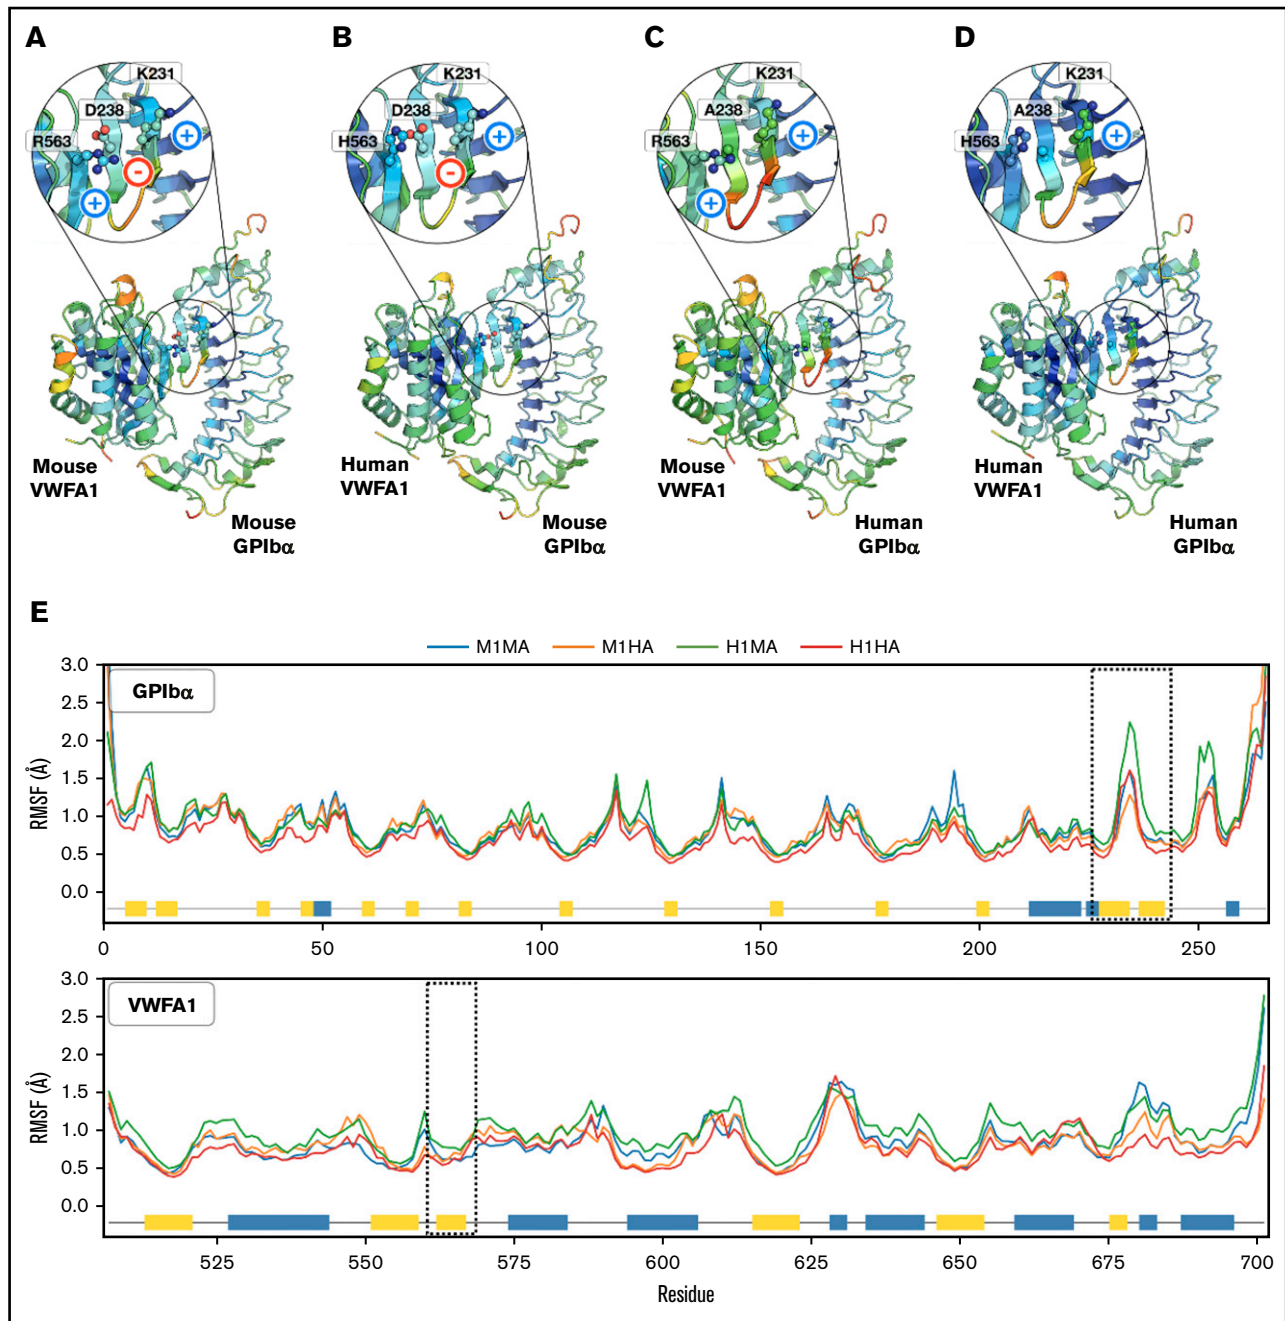 A
B
C
D
K231
D238
R563
+
-
+
K231
D238
H563
+
-
K231
A238
R563
+
+
K231
A238
H563
+
Mouse
VWFA1
Mouse
GPIbα
Human
VWFA1
Mouse
GPIbα
Mouse
VWFA1
Human
GPIbα
Human
VWFA1
Human
GPIbα
E
M1MA M1HA H1MA H1HA
GPIbα
RMSF (Å)
3.0
2.5
2.0
1.5
1.0
0.5
0.0
0 50 100 150 200 250
VWFA1
RMSF (Å)
3.0
2.5
2.0
1.5
1.0
0.5
0.0
525 550 575 600 625 650 675 700
Residue